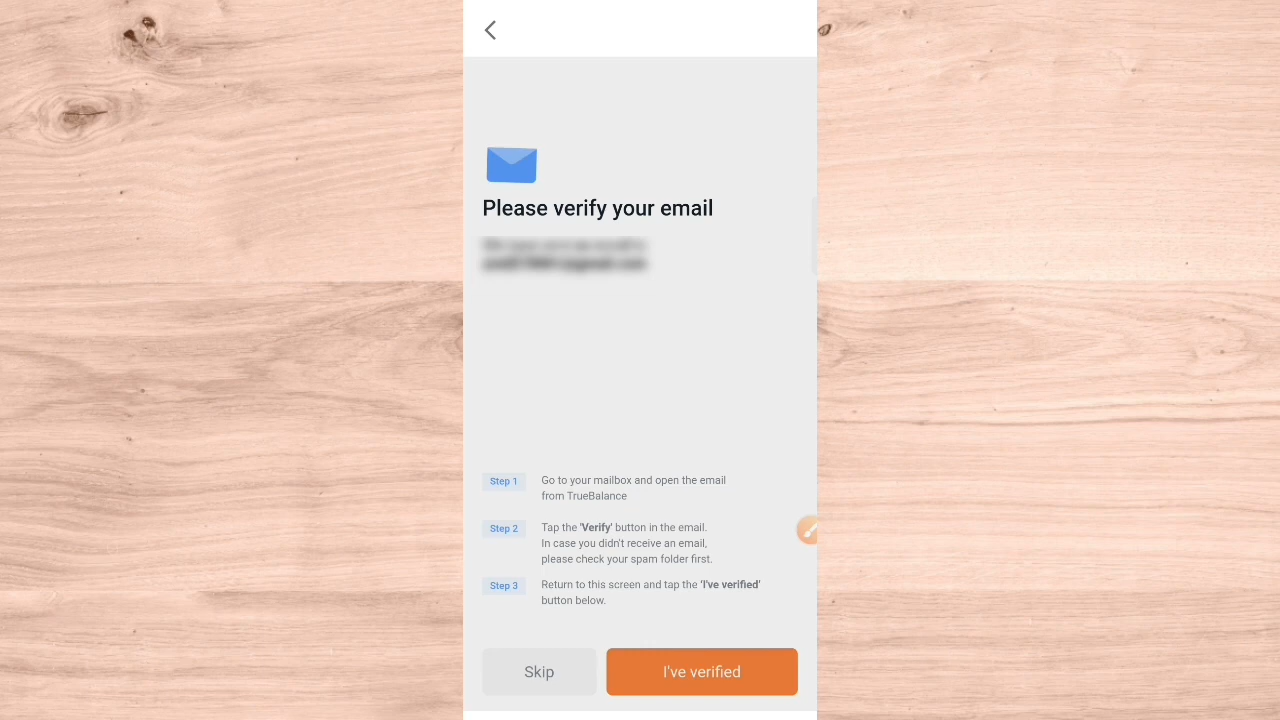 Please verify your email
Step 1
Go to your mailbox and open the email
from TrueBalance
Step 2
Tap the 'Verify' button in the email.
In case you didn't receive an email,
please check your spam folder first.
Step 3
Return to this screen and tap the 'I've verified'
button below.
Skip
I've verified